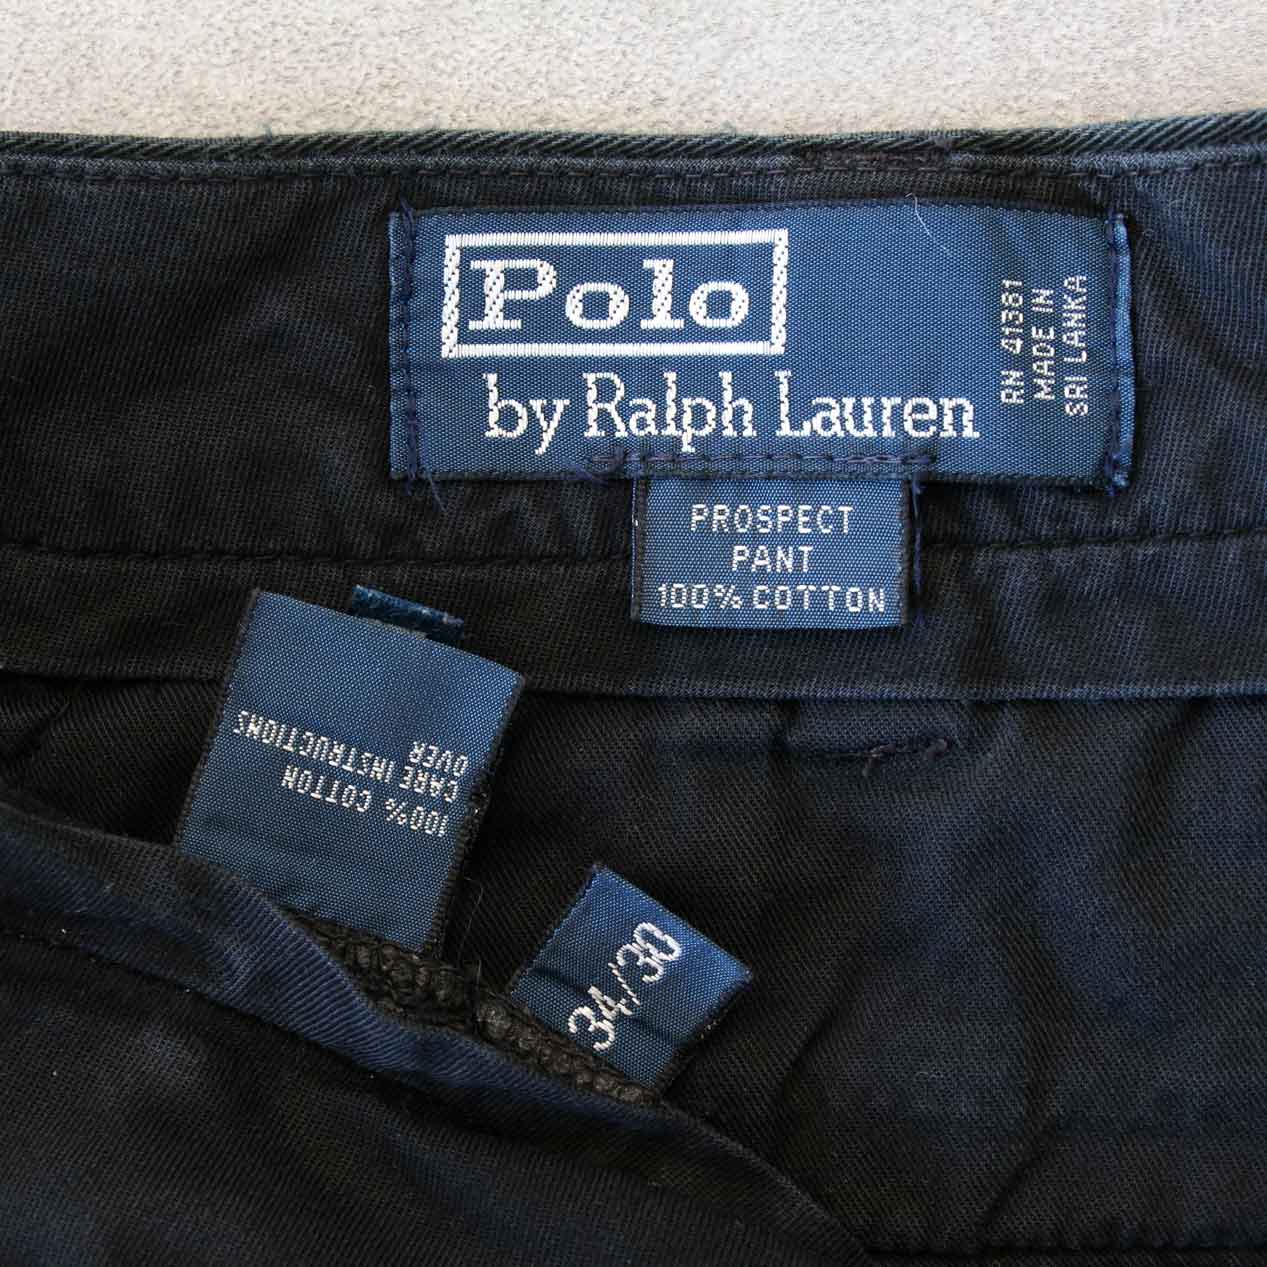 Polo
by Ralph Lauren
RN 41381
MADE IN
SRI LANKA
PROSPECT
PANT
100% COTTON
100% COTTON
CARE INSTRUCTIONS
OVER
34/30